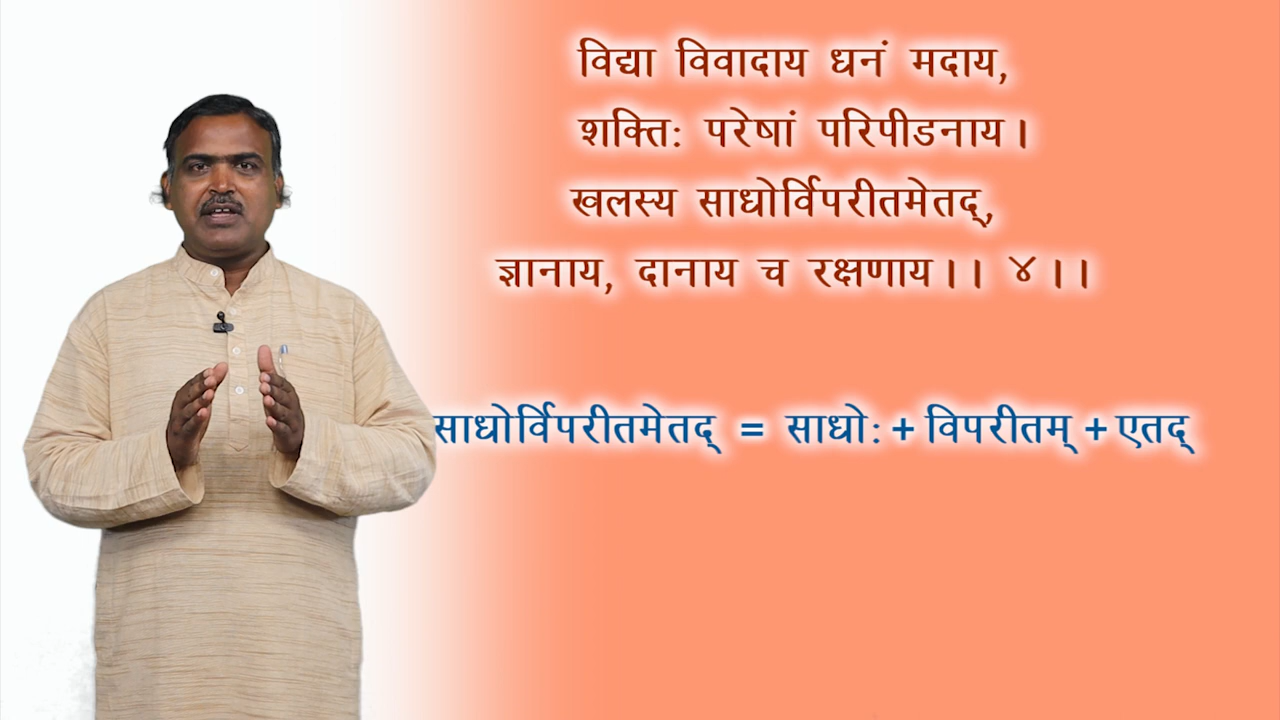 विद्या विवादाय धनं मदाय,
शक्ति: परेषां परिपीडनाय।
खलस्य साधोर्विपरीतमेतद्,
ज्ञानाय, दानाय च रक्षणाय।। ४।।
साधोर्विपरीतमेतद् = साधो: + विपरीतम् + एतद्